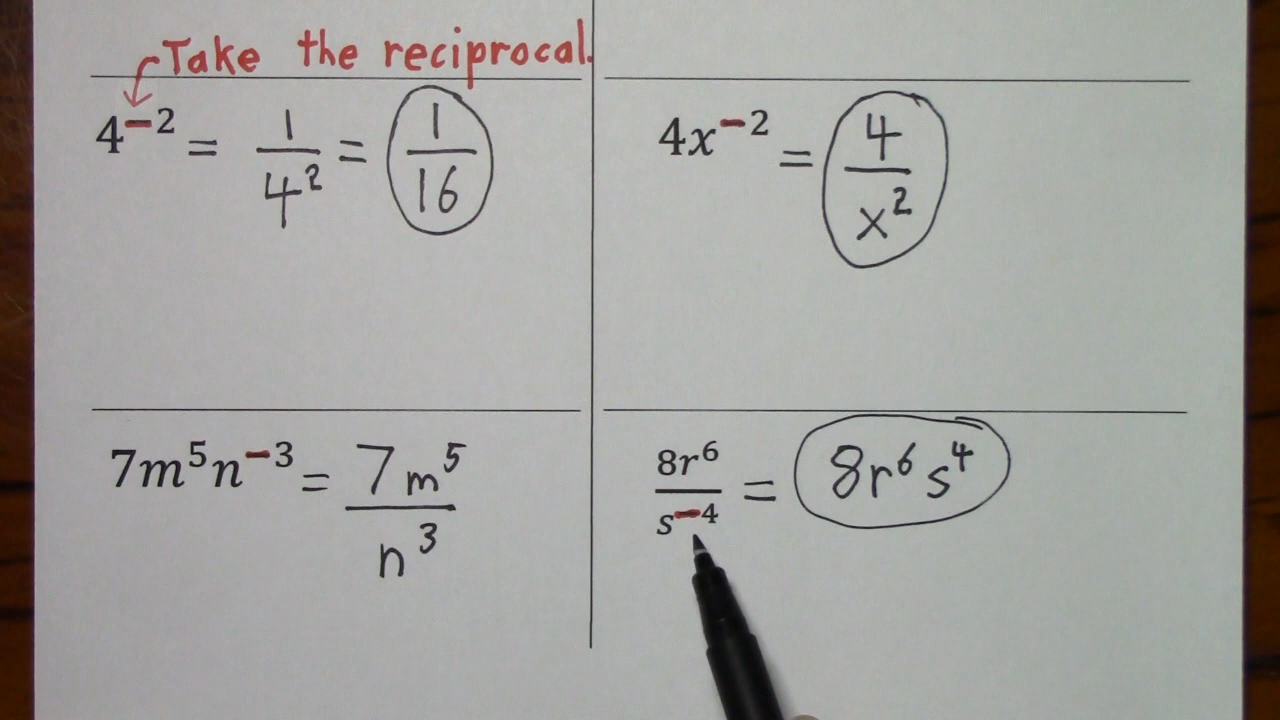 Take the reciprocal.
4⁻² = 1/4² = 1/16
4x⁻² = 4/x²
7m⁵n⁻³ = 7m⁵/n³
8r⁶/s⁻⁴ = 8r⁶s⁴